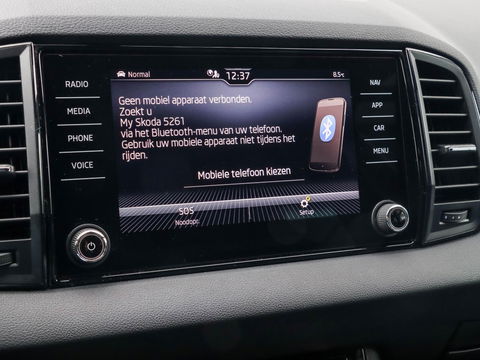 Normal
12:37
8.5°C
RADIO
MEDIA
PHONE
VOICE
Geen mobiel apparaat verbonden.
Zoekt u
My Skoda 5261
via het Bluetooth-menu van uw telefoon.
Gebruik uw mobiele apparaat niet tijdens het
rijden.
Mobiele telefoon kiezen
SOS
Noodopr.
Setup
NAV
APP
CAR
MENU